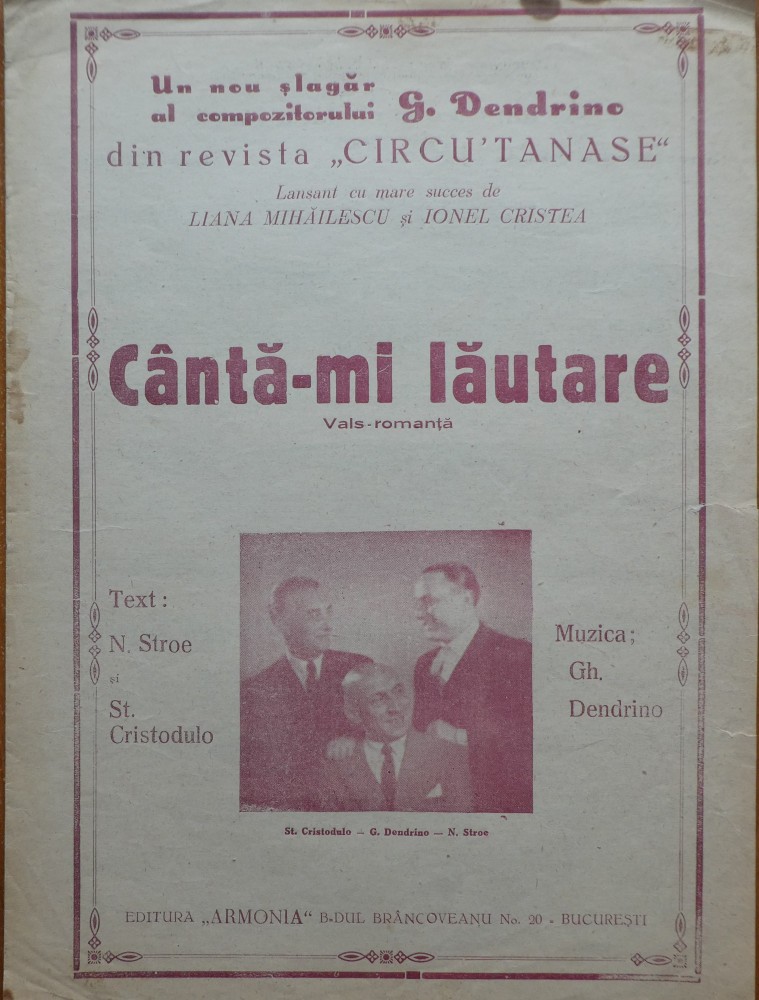 Un nou şlagăr
al compozitorului G. Dendrino
din revista „CIRCU'TANASE“
Lansant cu mare succes de
LIANA MIHĂILESCU şi IONEL CRISTEA
Cântă-mi lăutare
Vals-romanţă
Text:
N. Stroe
şi
St.
Cristodulo
Muzica;
Gh.
Dendrino
St. Cristodulo — G. Dendrino — N. Stroe
EDITURA „ARMONIA“ B-DUL BRÂNCOVEANU No. 20 - BUCUREŞTI